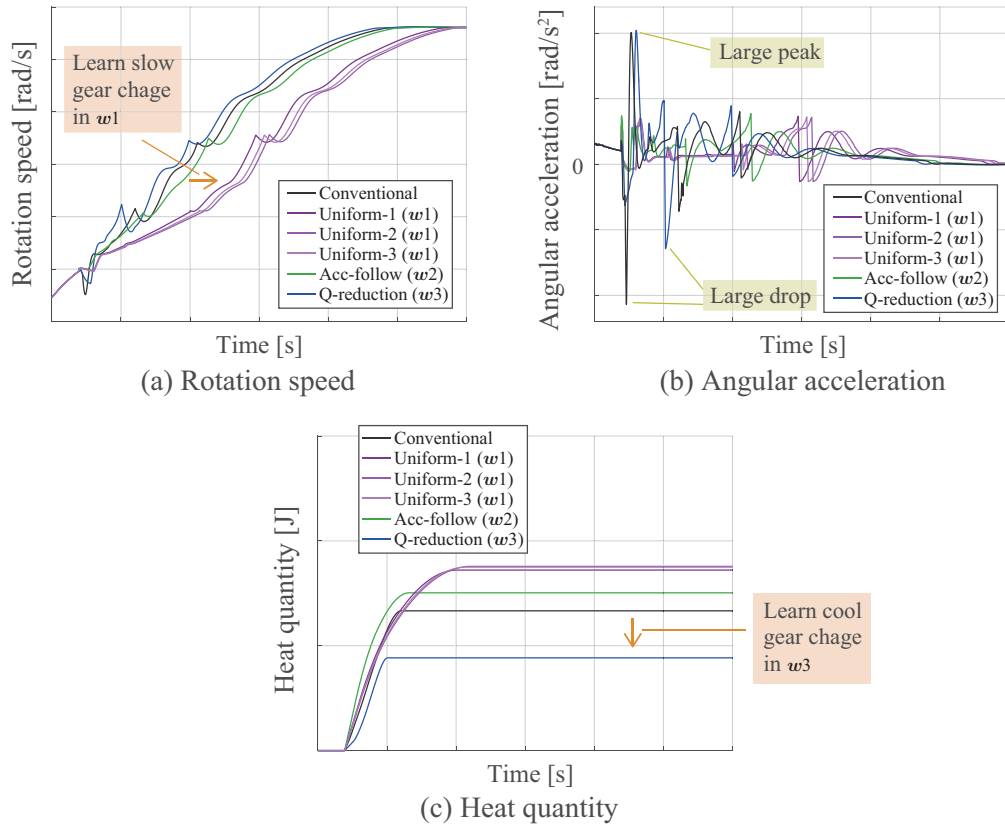 Rotation speed [rad/s]
Learn slow
gear chage
in w1
Conventional
Uniform-1 (w1)
Uniform-2 (w1)
Uniform-3 (w1)
Acc-follow (w2)
Q-reduction (w3)
Time [s]
(a) Rotation speed
Angular acceleration [rad/s²]
0
Large peak
Large drop
Conventional
Uniform-1 (w1)
Uniform-2 (w1)
Uniform-3 (w1)
Acc-follow (w2)
Q-reduction (w3)
Time [s]
(b) Angular acceleration
Heat quantity [J]
Conventional
Uniform-1 (w1)
Uniform-2 (w1)
Uniform-3 (w1)
Acc-follow (w2)
Q-reduction (w3)
Learn cool
gear chage
in w3
Time [s]
(c) Heat quantity